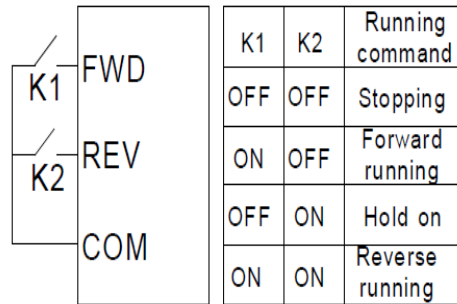 K1
FWD
K2
REV
COM
K1 K2 Running command
OFF OFF Stopping
ON OFF Forward running
OFF ON Hold on
ON ON Reverse running